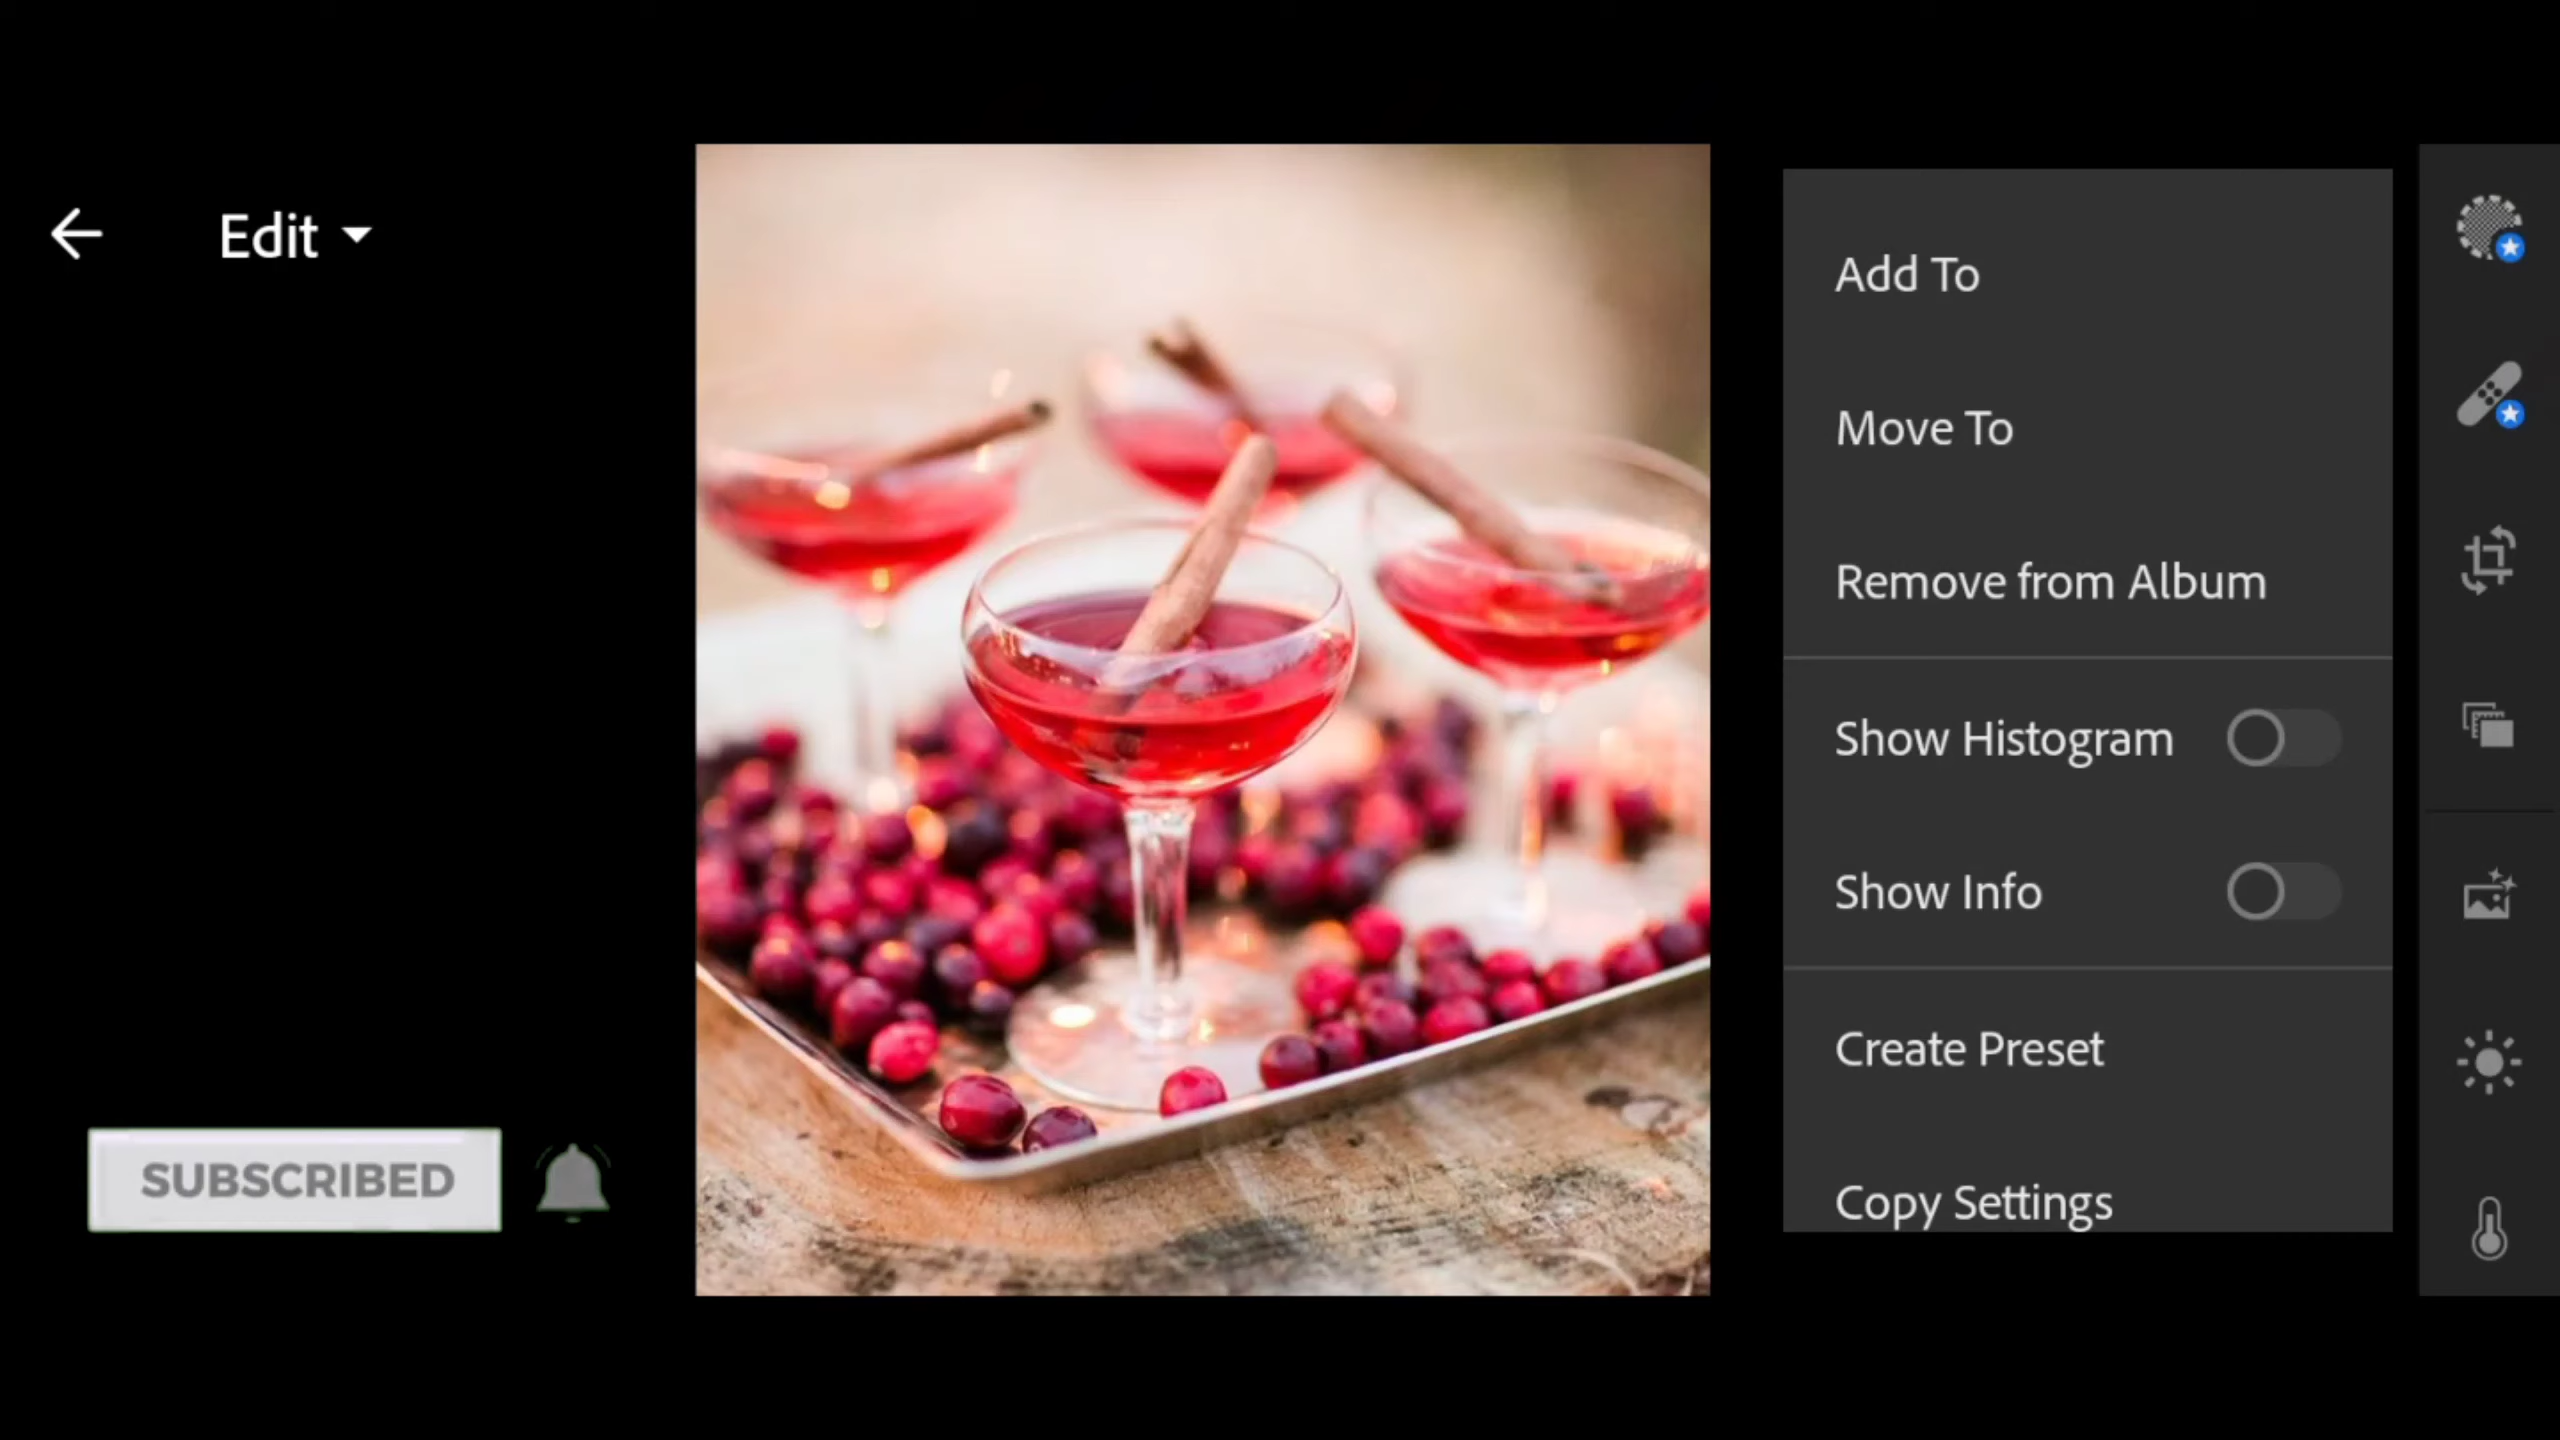 Edit
Add To
Move To
Remove from Album
Show Histogram
Show Info
Create Preset
Copy Settings
SUBSCRIBED